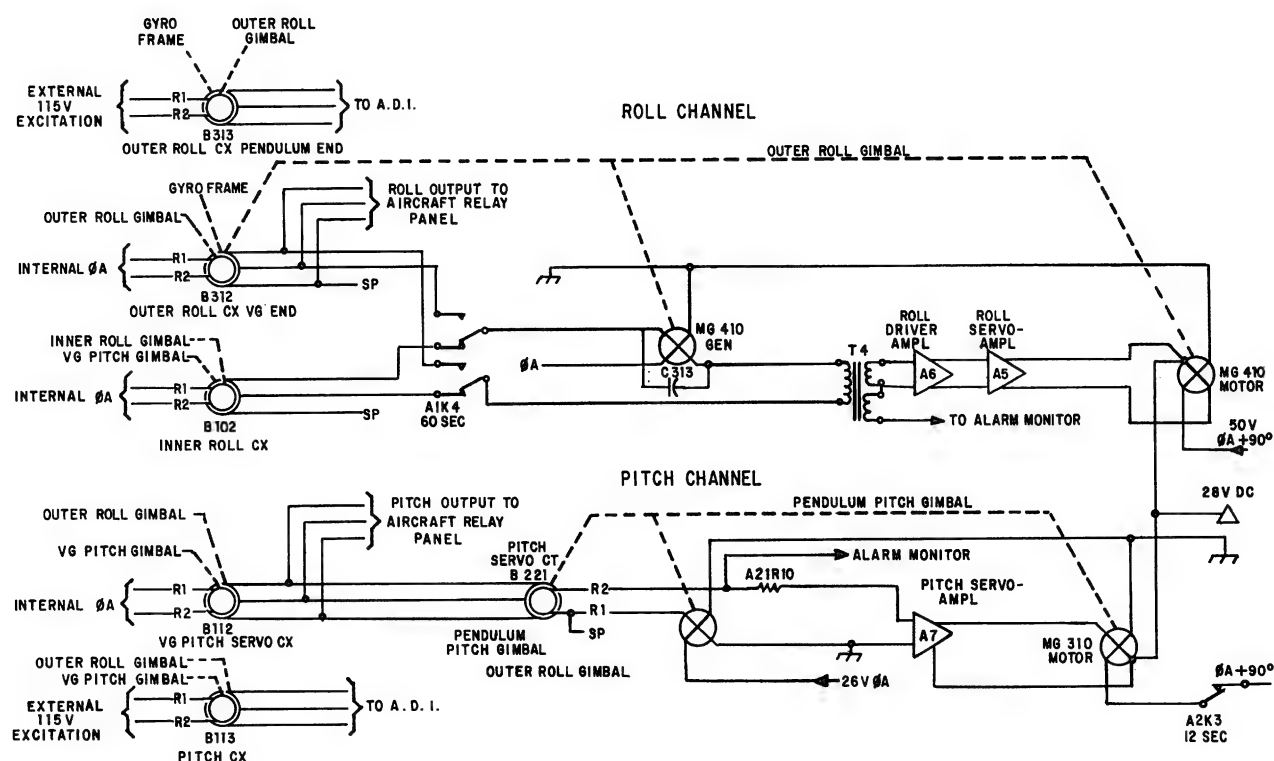 GYRO FRAME
OUTER ROLL GIMBAL
EXTERNAL 115V EXCITATION
R1
R2
B313
TO A.D.I.
OUTER ROLL CX PENDULUM END
ROLL CHANNEL
OUTER ROLL GIMBAL
GYRO FRAME
OUTER ROLL GIMBAL
ROLL OUTPUT TO AIRCRAFT RELAY PANEL
INTERNAL ØA
R1
R2
SP
B312
OUTER ROLL CX VG END
INNER ROLL GIMBAL
VG PITCH GIMBAL
INTERNAL ØA
R1
R2
SP
B102
INNER ROLL CX
A1K4
60 SEC
ØA
MG 410 GEN
C313
T4
ROLL DRIVER AMPL
A6
ROLL SERVO-AMPL
A5
TO ALARM MONITOR
MG 410 MOTOR
50V
ØA+90°
28V DC
PITCH CHANNEL
PENDULUM PITCH GIMBAL
OUTER ROLL GIMBAL
VG PITCH GIMBAL
PITCH OUTPUT TO AIRCRAFT RELAY PANEL
INTERNAL ØA
R1
R2
B112
VG PITCH SERVO CX
PITCH SERVO CT
B 221
R2
R1
SP
PENDULUM PITCH GIMBAL
OUTER ROLL GIMBAL
ALARM MONITOR
A21R10
PITCH SERVO-AMPL
A7
26V ØA
MG 310 MOTOR
ØA+90°
A2K3
12 SEC
OUTER ROLL GIMBAL
VG PITCH GIMBAL
EXTERNAL 115V EXCITATION
R1
R2
B113
TO A.D.I.
PITCH CX